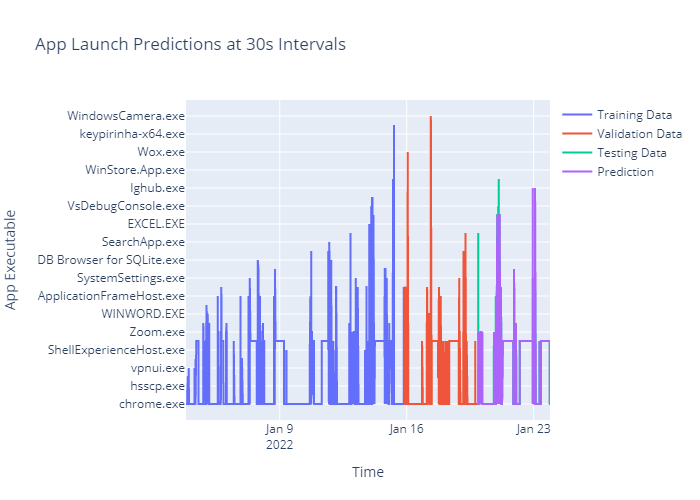 App Launch Predictions at 30s Intervals
Training Data
Validation Data
Testing Data
Prediction
App Executable
WindowsCamera.exe
keypirinha-x64.exe
Wox.exe
WinStore.App.exe
lghub.exe
VsDebugConsole.exe
EXCEL.EXE
SearchApp.exe
DB Browser for SQLite.exe
SystemSettings.exe
ApplicationFrameHost.exe
WINWORD.EXE
Zoom.exe
ShellExperienceHost.exe
vpnui.exe
hsscp.exe
chrome.exe
Jan 9
2022
Jan 16
Jan 23
Time